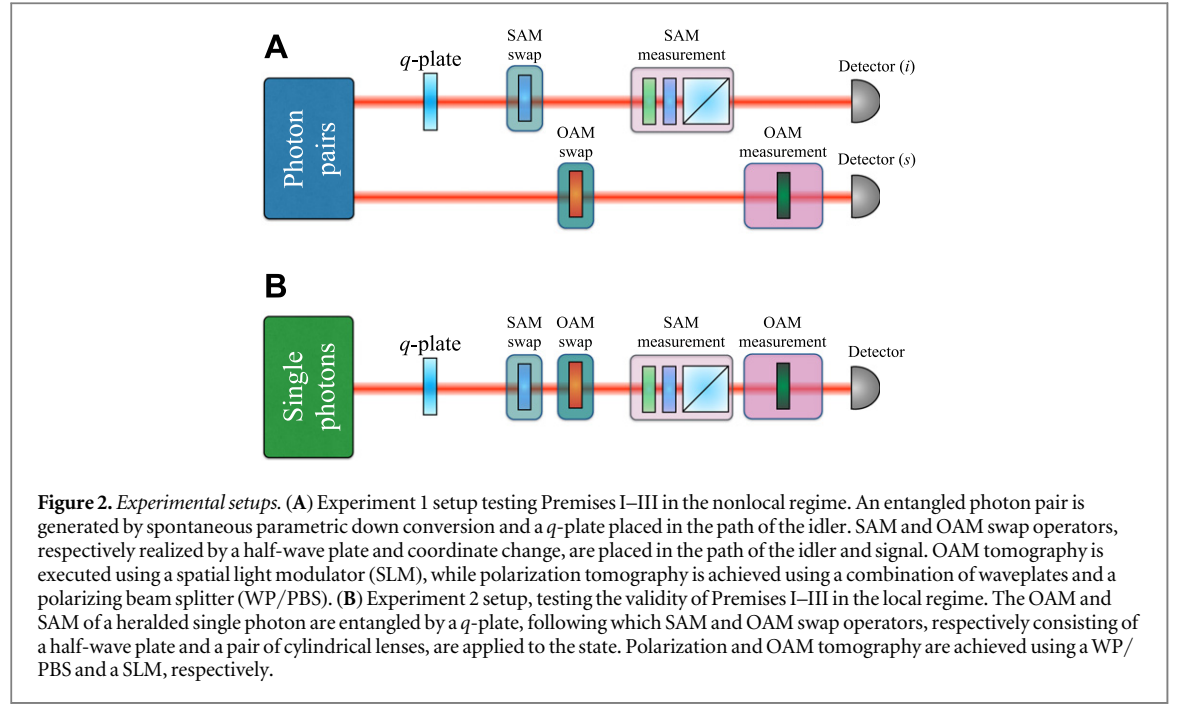 A
q-plate
SAM
swap
SAM
measurement
Detector (i)
Photon
pairs
OAM
swap
OAM
measurement
Detector (s)
B
q-plate
SAM
swap
OAM
swap
SAM
measurement
OAM
measurement
Detector
Single
photons
Figure 2. Experimental setups. (A) Experiment 1 setup testing Premises I–III in the nonlocal regime. An entangled photon pair is
generated by spontaneous parametric down conversion and a q-plate placed in the path of the idler. SAM and OAM swap operators,
respectively realized by a half-wave plate and coordinate change, are placed in the path of the idler and signal. OAM tomography is
executed using a spatial light modulator (SLM), while polarization tomography is achieved using a combination of waveplates and a
polarizing beam splitter (WP/PBS). (B) Experiment 2 setup, testing the validity of Premises I–III in the local regime. The OAM and
SAM of a heralded single photon are entangled by a q-plate, following which SAM and OAM swap operators, respectively consisting of
a half-wave plate and a pair of cylindrical lenses, are applied to the state. Polarization and OAM tomography are achieved using a WP/
PBS and a SLM, respectively.